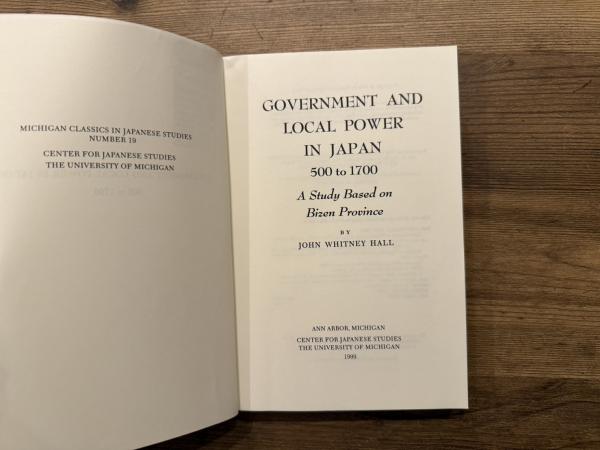 MICHIGAN CLASSICS IN JAPANESE STUDIES
NUMBER 19
CENTER FOR JAPANESE STUDIES
THE UNIVERSITY OF MICHIGAN
GOVERNMENT AND
LOCAL POWER
IN JAPAN
500 to 1700
A Study Based on
Bizen Province
BY
JOHN WHITNEY HALL
ANN ARBOR, MICHIGAN
CENTER FOR JAPANESE STUDIES
THE UNIVERSITY OF MICHIGAN
1999